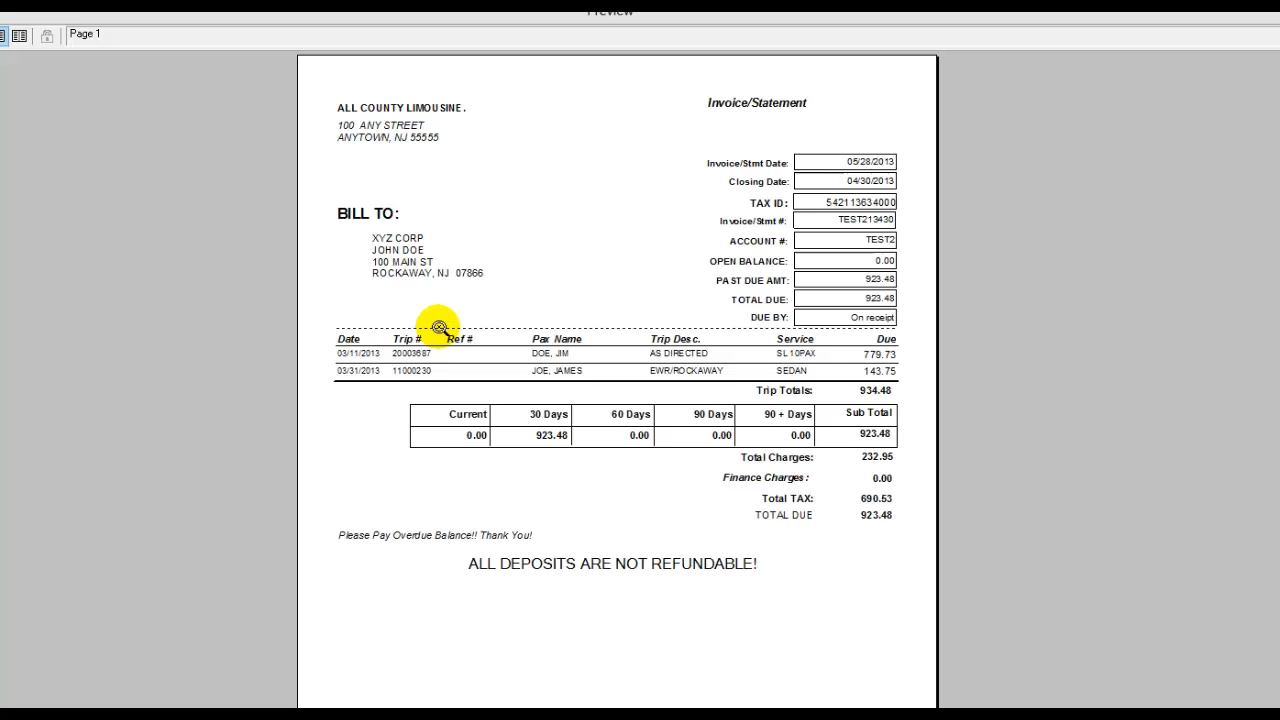 Preview
Page 1
ALL COUNTY LIMOUSINE.
Invoice/Statement
100 ANY STREET
ANYTOWN, NJ 55555
Invoice/Stmt Date: 05/28/2013
Closing Date: 04/30/2013
TAX ID: 542113634000
BILL TO:
Invoice/Stmt #: TEST213430
XYZ CORP
ACCOUNT #: TEST2
JOHN DOE
100 MAIN ST
OPEN BALANCE: 0.00
ROCKAWAY, NJ 07866
PAST DUE AMT: 923.48
TOTAL DUE: 923.48
DUE BY: On receipt
Date Trip # Ref # Pax Name Trip Desc. Service Due
03/11/2013 20003687 DOE, JIM AS DIRECTED SL10PAX 779.73
03/31/2013 11000230 JOE, JAMES EWR/ROCKAWAY SEDAN 143.75
Trip Totals: 934.48
Current 30 Days 60 Days 90 Days 90 + Days Sub Total
0.00 923.48 0.00 0.00 0.00 923.48
Total Charges: 232.95
Finance Charges: 0.00
Total TAX: 690.53
TOTAL DUE 923.48
Please Pay Overdue Balance!! Thank You!
ALL DEPOSITS ARE NOT REFUNDABLE!